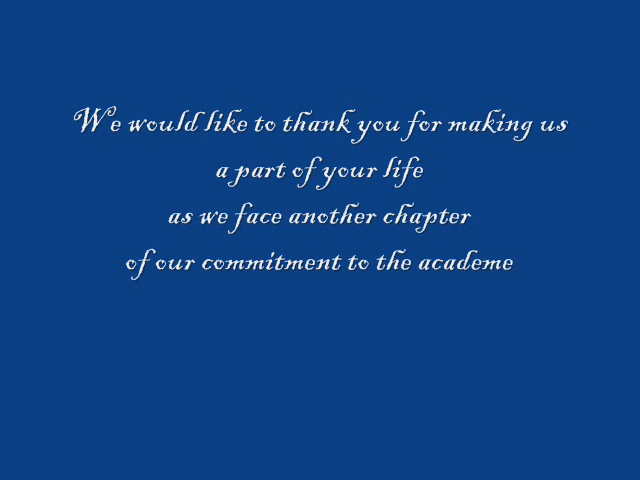 We would like to thank you for making us
a part of your life
as we face another chapter
of our commitment to the academe